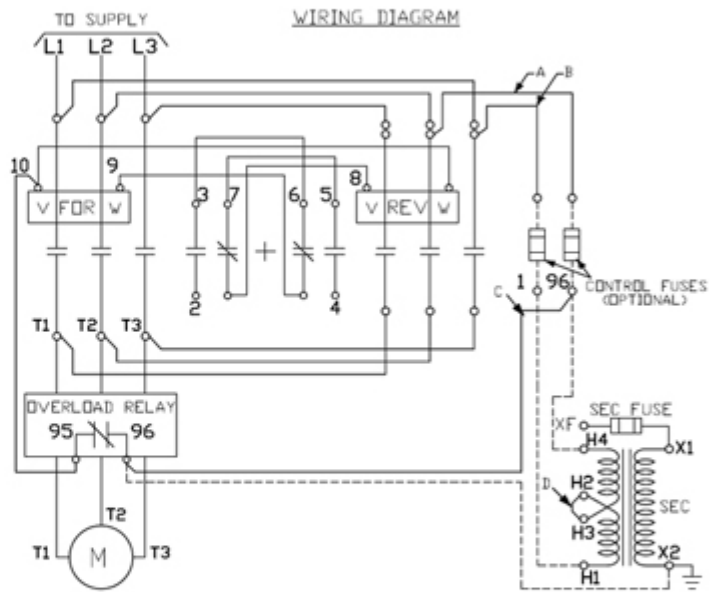 TO SUPPLY
WIRING DIAGRAM
L1 L2 L3
A B
10 9 3 7 6 5 8
V FOR W
V REV W
1 96
CONTROL FUSES
(OPTIONAL)
C
2 4
T1 T2 T3
OVERLOAD RELAY
95 96
SEC FUSE
XF
H4 X1
D H2
SEC
H3
T2
T1 M T3
H1 X2